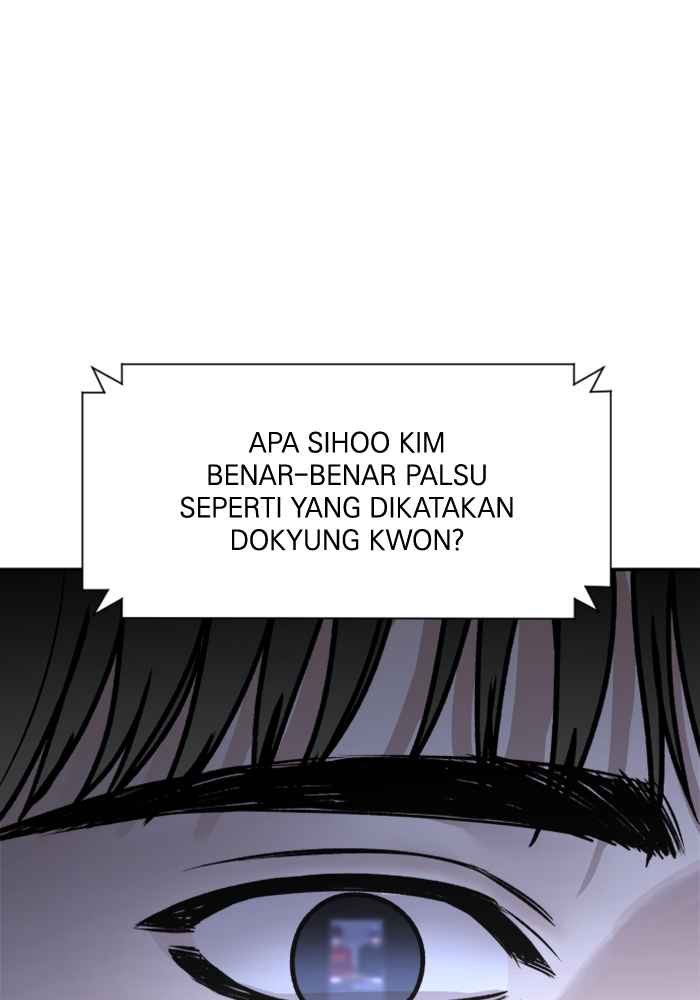 APA SIHOO KIM
BENAR-BENAR PALSU
SEPERTI YANG DIKATAKAN
DOKYUNG KWON?